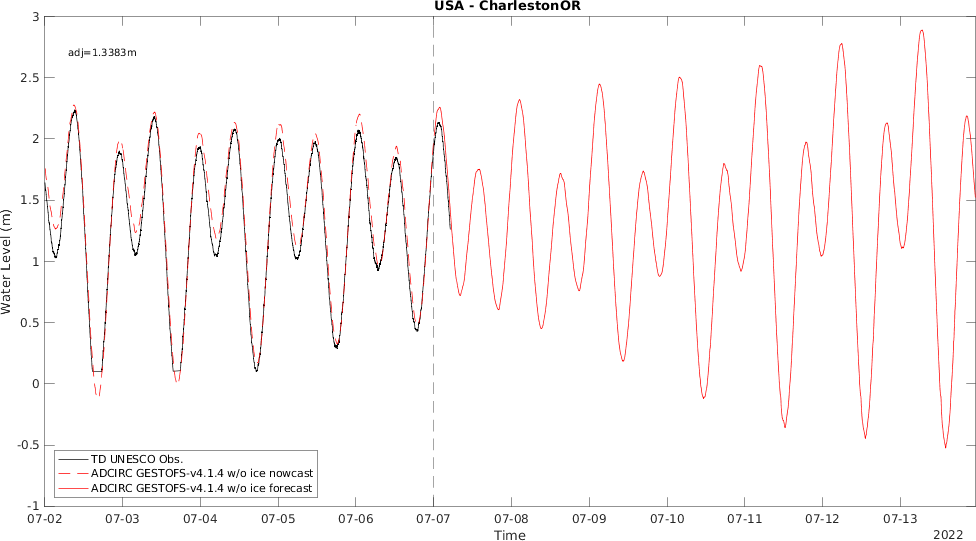 USA - CharlestonOR
adj=1.3383m
3
2.5
2
1.5
1
0.5
0
-0.5
-1
Water Level (m)
TD UNESCO Obs.
ADCIRC GESTOFS-v4.1.4 w/o ice nowcast
ADCIRC GESTOFS-v4.1.4 w/o ice forecast
07-02 07-03 07-04 07-05 07-06 07-07 07-08 07-09 07-10 07-11 07-12 07-13
Time
2022